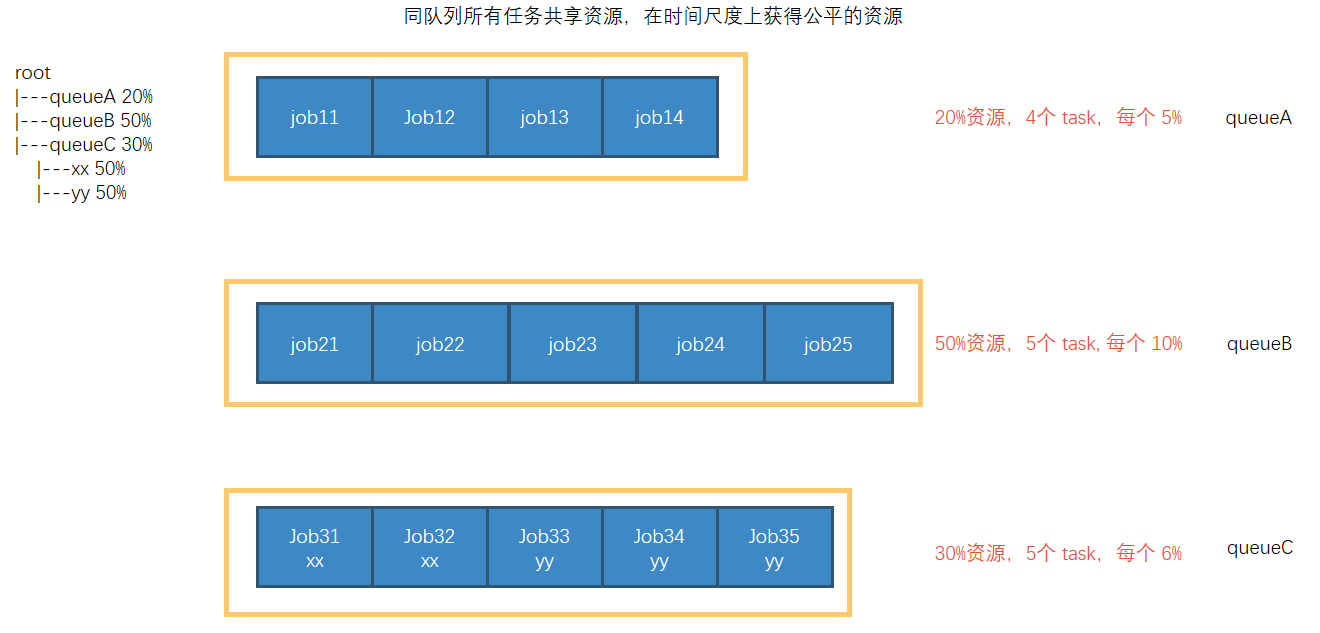 同队列所有任务共享资源，在时间尺度上获得公平的资源
root
|---queueA 20%
|---queueB 50%
|---queueC 30%
|---xx 50%
|---yy 50%
job11
Job12
job13
job14
20%资源，4个 task，每个 5%
queueA
job21
job22
job23
job24
job25
50%资源，5个 task, 每个 10%
queueB
Job31
xx
Job32
xx
Job33
yy
Job34
yy
Job35
yy
30%资源，5个 task，每个 6%
queueC